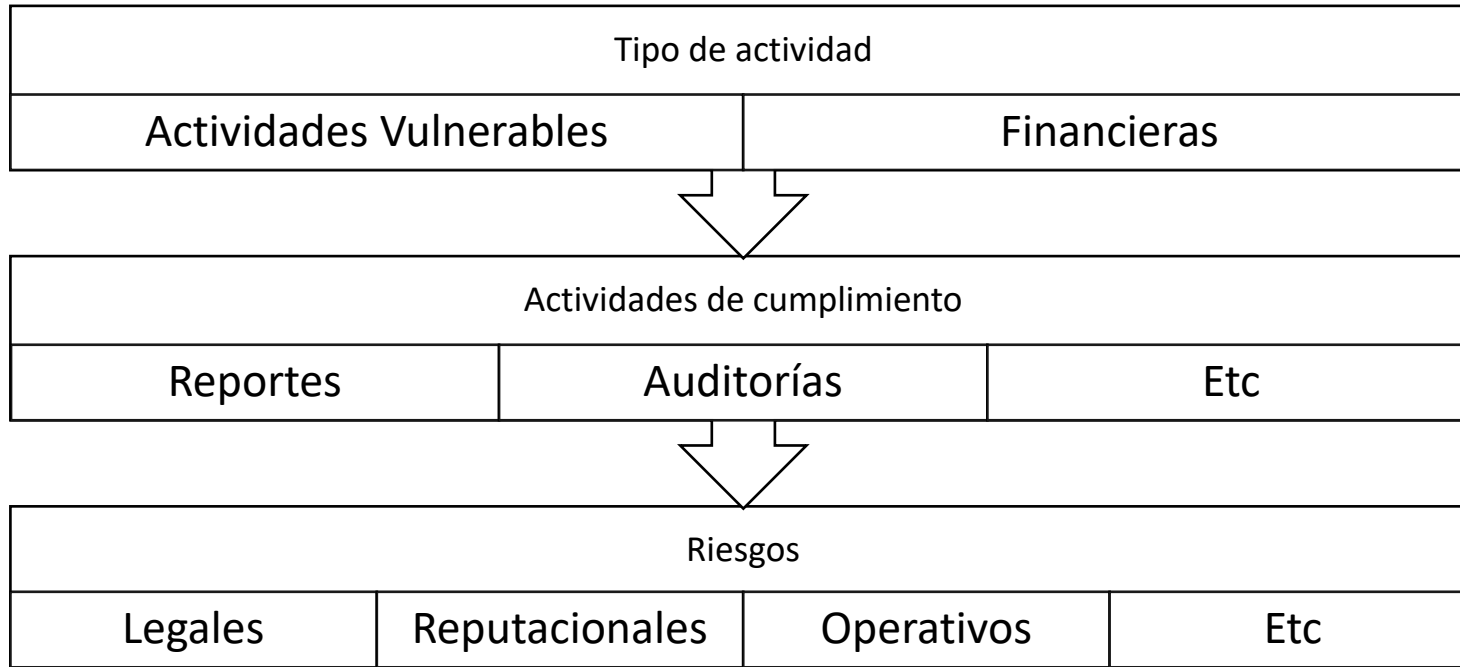 Tipo de actividad
Actividades Vulnerables
Financieras
Actividades de cumplimiento
Reportes
Auditorías
Etc
Riesgos
Legales
Reputacionales
Operativos
Etc